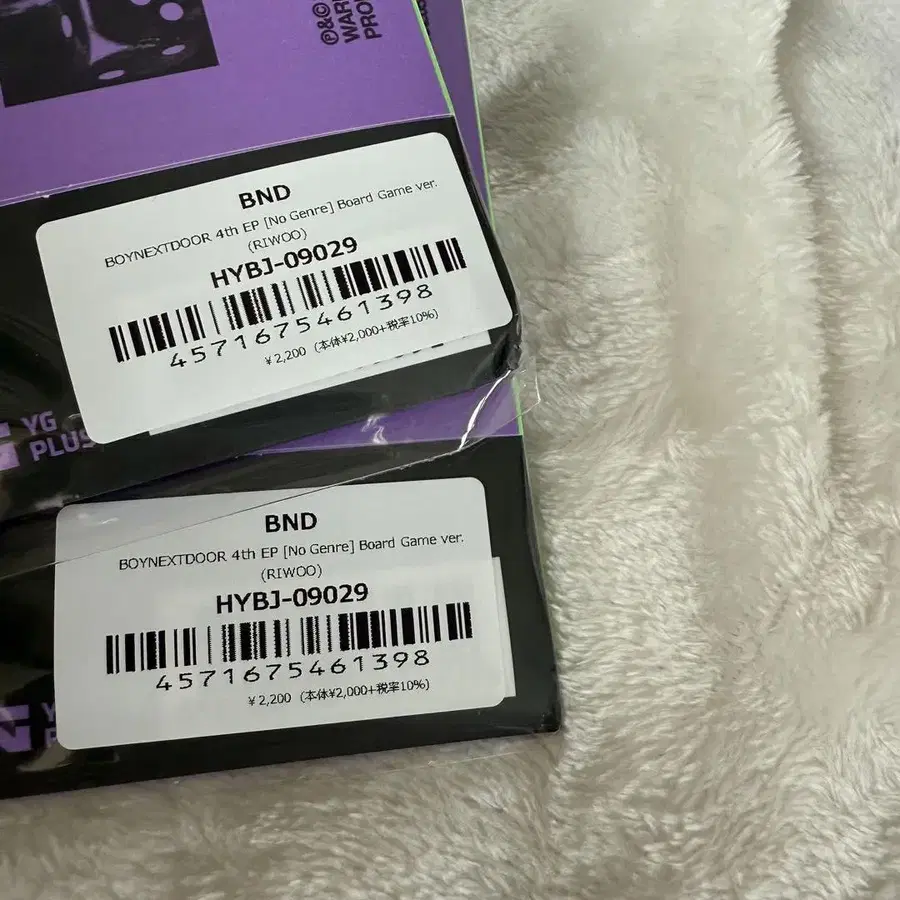 ℗&©
WAR
PRO
BND
BOYNEXTDOOR 4th EP [No Genre] Board Game ver.
(RIWOO)
HYBJ-09029
4571675461398
¥2,200 (本体¥2,000+税率10%)
YG
PLUS
BND
BOYNEXTDOOR 4th EP [No Genre] Board Game ver.
(RIWOO)
HYBJ-09029
4571675461398
¥2,200 (本体¥2,000+税率10%)